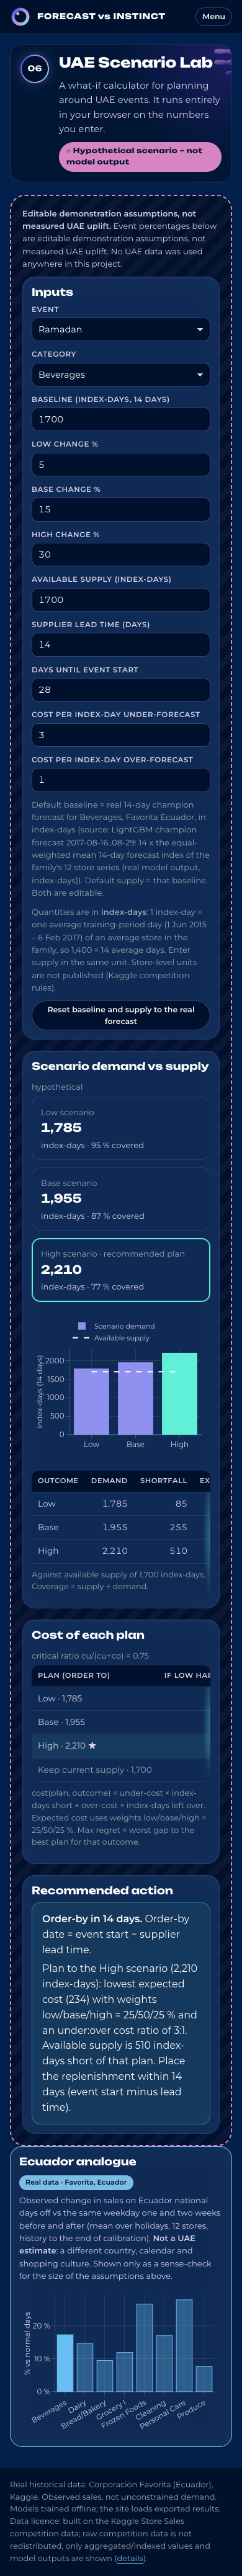 FORECAST vs INSTINCT
Menu
06
UAE Scenario Lab
A what-if calculator for planning
around UAE events. It runs entirely
in your browser on the numbers
you enter.
Hypothetical scenario – not
model output
Editable demonstration assumptions, not
measured UAE uplift. Event percentages below
are editable demonstration assumptions, not
measured UAE uplift. No UAE data was used
anywhere in this project.
Inputs
EVENT
Ramadan
CATEGORY
Beverages
BASELINE (INDEX-DAYS, 14 DAYS)
1700
LOW CHANGE %
5
BASE CHANGE %
15
HIGH CHANGE %
30
AVAILABLE SUPPLY (INDEX-DAYS)
1700
SUPPLIER LEAD TIME (DAYS)
14
DAYS UNTIL EVENT START
28
COST PER INDEX-DAY UNDER-FORECAST
3
COST PER INDEX-DAY OVER-FORECAST
1
Default baseline = real 14-day champion
forecast for Beverages, Favorita Ecuador, in
index-days (source: LightGBM champion
forecast 2017-08-16..08-29: 14 x the equal-
weighted mean 14-day forecast index of the
family's 12 store series (real model output,
index-days)). Default supply = that baseline.
Both are editable.
Quantities are in index-days: 1 index-day =
one average training-period day (1 Jun 2015
– 6 Feb 2017) of an average store in the
family, so 1,400 = 14 average days. Enter
supply in the same unit. Store-level units
are not published (Kaggle competition
rules).
Reset baseline and supply to the real
forecast
Scenario demand vs supply
hypothetical
Low scenario
1,785
index-days · 95 % covered
Base scenario
1,955
index-days · 87 % covered
High scenario · recommended plan
2,210
index-days · 77 % covered
Scenario demand
Available supply
index-days (14 days)
2000
1500
1000
500
0
Low Base High
OUTCOME DEMAND SHORTFALL EX
Low 1,785 85
Base 1,955 255
High 2,210 510
Against available supply of 1,700 index-days.
Coverage = supply ÷ demand.
Cost of each plan
critical ratio cu/(cu+co) = 0.75
PLAN (ORDER TO) IF LOW HAP
Low · 1,785
Base · 1,955
High · 2,210 ★
Keep current supply · 1,700
cost(plan, outcome) = under-cost × index-
days short + over-cost × index-days left over.
Expected cost uses weights low/base/high =
25/50/25 %. Max regret = worst gap to the
best plan for that outcome.
Recommended action
Order-by in 14 days. Order-by
date = event start − supplier
lead time.
Plan to the High scenario (2,210
index-days): lowest expected
cost (234) with weights
low/base/high = 25/50/25 % and
an under:over cost ratio of 3:1.
Available supply is 510 index-
days short of that plan. Place
the replenishment within 14
days (event start minus lead
time).
Ecuador analogue
Real data · Favorita, Ecuador
Observed change in sales on Ecuador national
days off vs the same weekday one and two weeks
before and after (mean over holidays, 12 stores,
history to the end of calibration). Not a UAE
estimate: a different country, calendar and
shopping culture. Shown only as a sense-check
for the size of the assumptions above.
% vs normal days
20 %
10 %
0 %
Beverages
Dairy
Bread/Bakery
Grocery I
Frozen Foods
Cleaning
Personal Care
Produce
Real historical data: Corporación Favorita (Ecuador),
Kaggle. Observed sales, not unconstrained demand.
Models trained offline; the site loads exported results.
Data licence: built on the Kaggle Store Sales
competition data; raw competition data is not
redistributed, only aggregated/indexed values and
model outputs are shown (details).